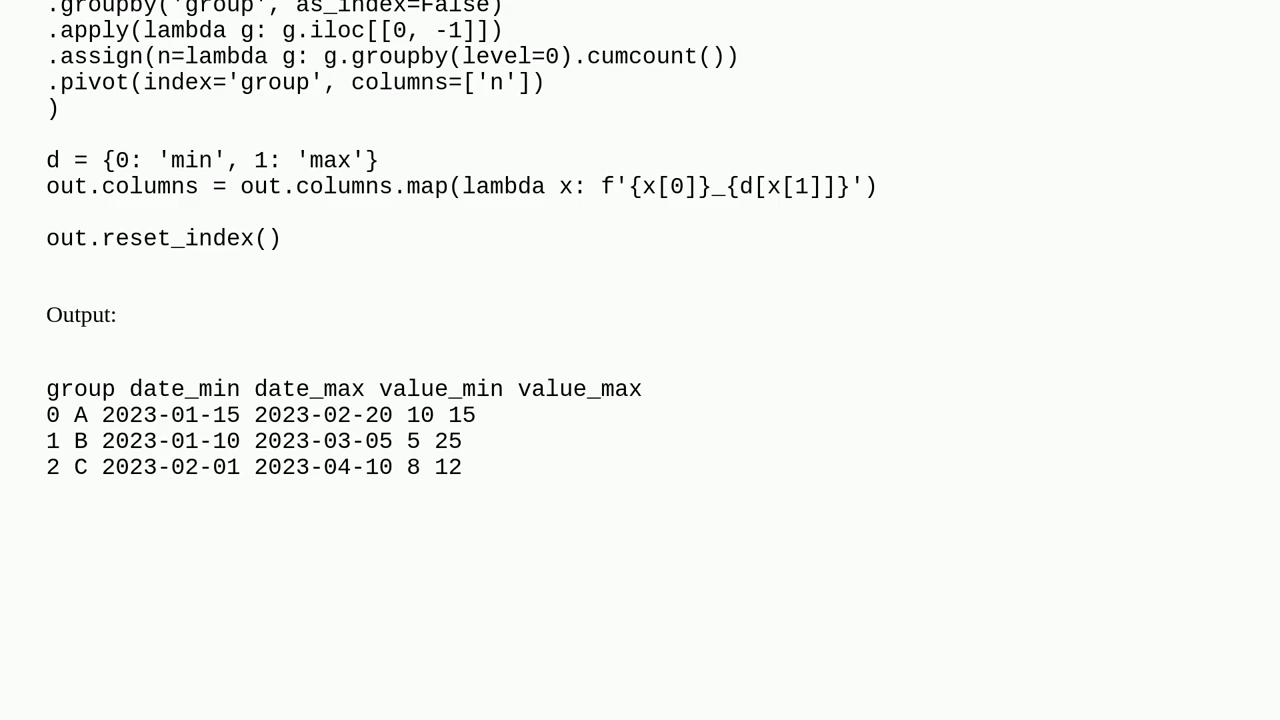 .groupby('group', as_index=False)
.apply(lambda g: g.iloc[[0, -1]])
.assign(n=lambda g: g.groupby(level=0).cumcount())
.pivot(index='group', columns=['n'])
)
d = {0: 'min', 1: 'max'}
out.columns = out.columns.map(lambda x: f'{x[0]}_{d[x[1]]}')
out.reset_index()
Output:
group date_min date_max value_min value_max
0 A 2023-01-15 2023-02-20 10 15
1 B 2023-01-10 2023-03-05 5 25
2 C 2023-02-01 2023-04-10 8 12